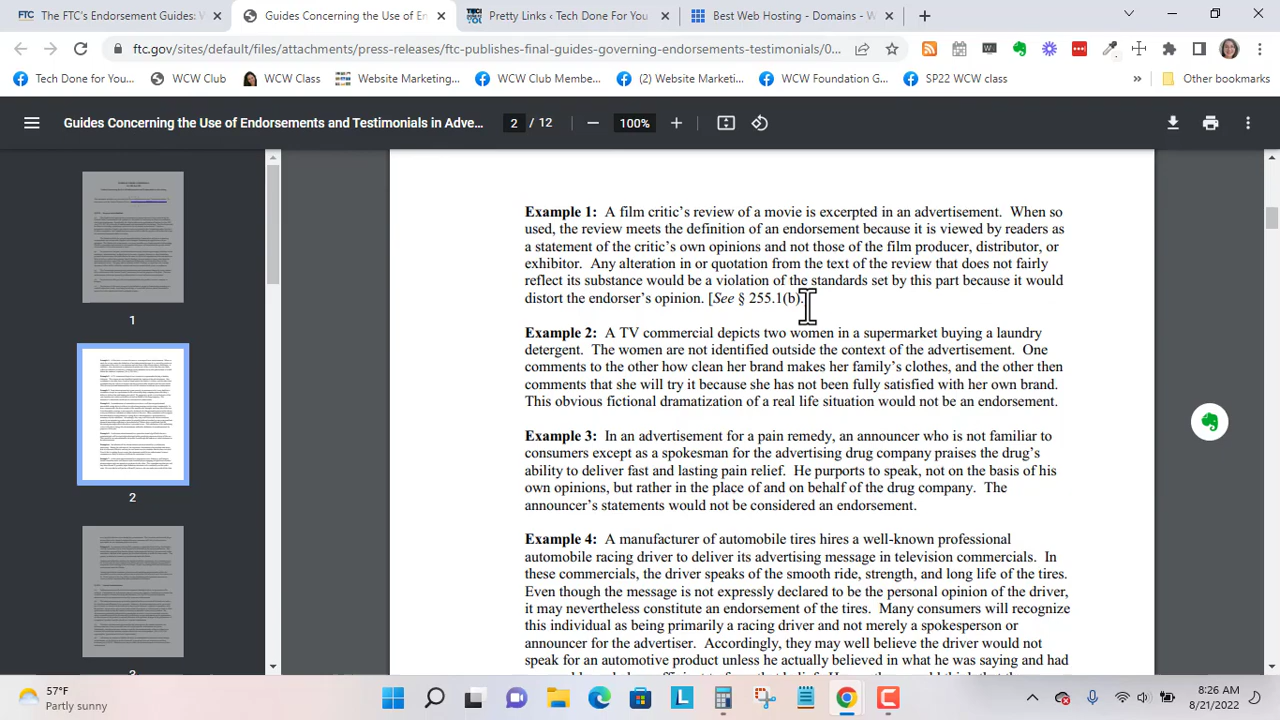 The FTC's Endorsement Guides: W
Guides Concerning the Use of End
Pretty Links ‹ Tech Done For You
Best Web Hosting - Domains - W
ftc.gov/sites/default/files/attachments/press-releases/ftc-publishes-final-guides-governing-endorsements-testimonials/0...
Tech Done for You...
WCW Club
WCW Class
Website Marketing...
WCW Club Membe...
(2) Website Marketi...
WCW Foundation G...
SP22 WCW class
»
Other bookmarks
Guides Concerning the Use of Endorsements and Testimonials in Adve...
2 / 12
100%
1
2
Example 1: A film critic's review of a movie is excerpted in an advertisement. When so
used, the review meets the definition of an endorsement because it is viewed by readers as
a statement of the critic's own opinions and not those of the film producer, distributor, or
exhibitor. Any alteration in or quotation from the text of the review that does not fairly
reflect its substance would be a violation of the standards set by this part because it would
distort the endorser's opinion. [See § 255.1(b).
Example 2: A TV commercial depicts two women in a supermarket buying a laundry
detergent. The women are not identified outside the context of the advertisement. One
comments to the other how clean her brand makes her family's clothes, and the other then
comments that she will try it because she has not been fully satisfied with her own brand.
This obvious fictional dramatization of a real life situation would not be an endorsement.
Example 3: In an advertisement for a pain remedy, an announcer who is not familiar to
consumers except as a spokesman for the advertising drug company praises the drug's
ability to deliver fast and lasting pain relief. He purports to speak, not on the basis of his
own opinions, but rather in the place of and on behalf of the drug company. The
announcer's statements would not be considered an endorsement.
Example 4: A manufacturer of automobile tires hires a well-known professional
automobile racing driver to deliver its advertising message in television commercials. In
these commercials, the driver speaks of the smooth ride, strength, and long life of the tires.
Even though the message is not expressly declared to be the personal opinion of the driver,
it may nevertheless constitute an endorsement of the tires. Many consumers will recognize
this individual as being primarily a racing driver and not merely a spokesperson or
announcer for the advertiser. Accordingly, they may well believe the driver would not
speak for an automotive product unless he actually believed in what he was saying and had
57°F
Partly sunny
8:26 AM
8/21/2022